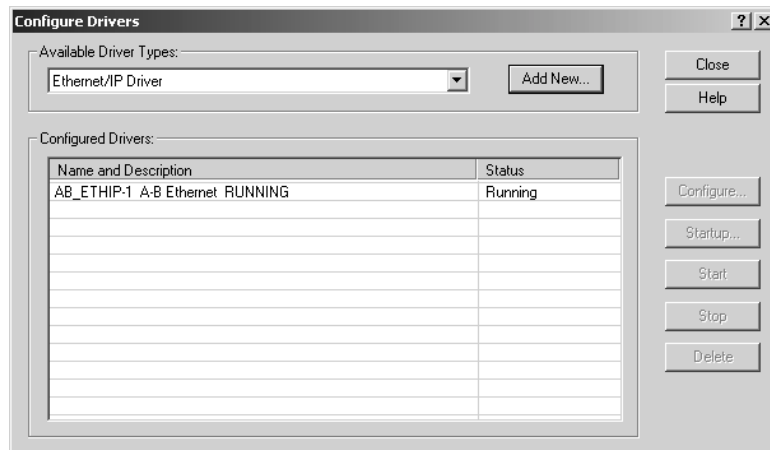 Configure Drivers
Available Driver Types:
Ethernet/IP Driver
Add New...
Close
Help
Configured Drivers:
Name and Description Status
AB_ETHIP-1 A-B Ethernet RUNNING Running
Configure...
Startup...
Start
Stop
Delete